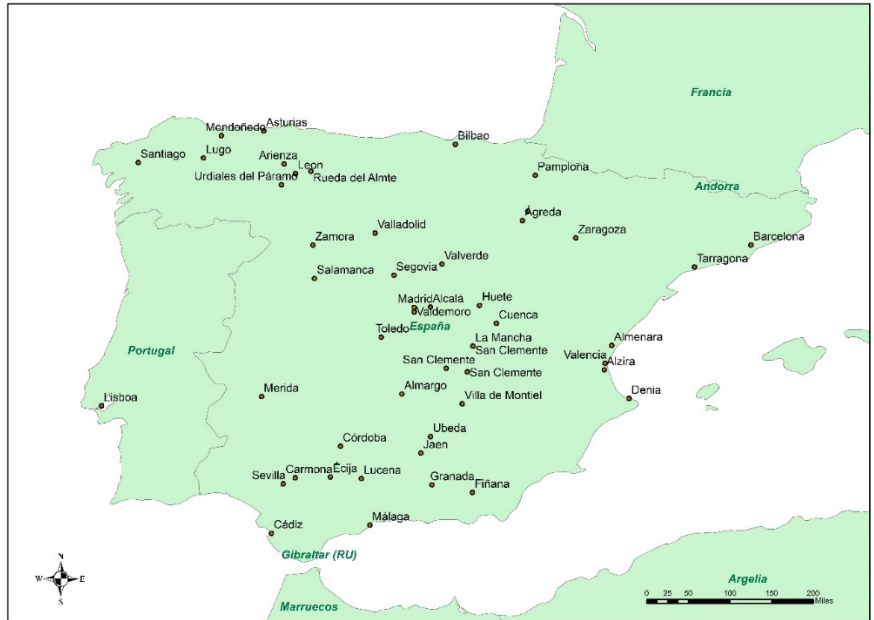 Francia
Asturias
Mendoñedo
Bilbao
Lugo
Santiago
Arienza
Leon
Pamplona
Urdiales del Páramo
Rueda del Almte
Andorra
Ágreda
Valladolid
Zaragoza
Zamora
Barcelona
Valverde
Tarragona
Salamanca
Segovia
Madrid
Alcalá
Huete
Valdemoro
Cuenca
España
Toledo
La Mancha
Almenara
Portugal
San Clemente
Valencia
San Clemente
Alzira
San Clemente
Merida
Almargo
Denia
Lisboa
Villa de Montiel
Ubeda
Córdoba
Jaen
Sevilla
Carmona
Écija
Lucena
Granada
Fiñana
Málaga
Cádiz
Gibraltar (RU)
N
W
E
S
Argelia
0 25 50 100 150 200
Miles
Marruecos